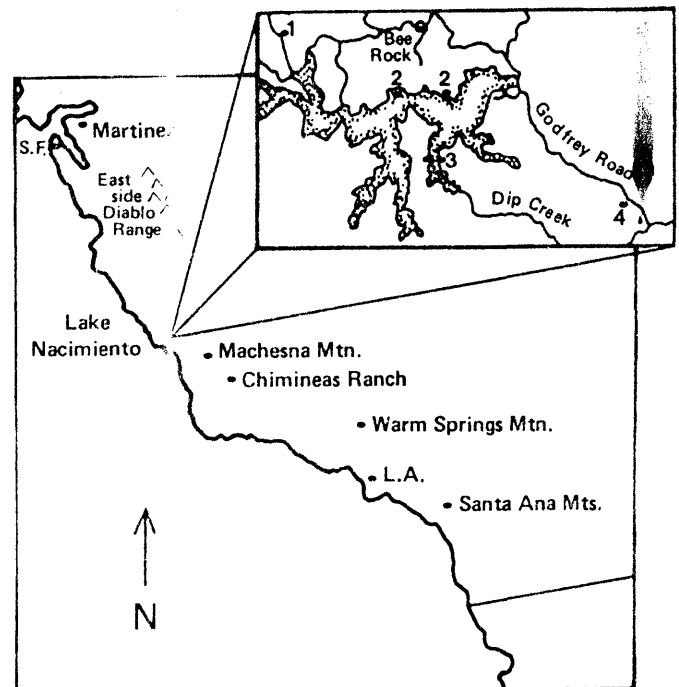 1
Bee
Rock
2
2
Godfrey Road
3
Dip Creek
4
Martine
S.F.
East
side
Diablo
Range
Lake
Nacimiento
Machesna Mtn.
Chimineas Ranch
Warm Springs Mtn.
L.A.
Santa Ana Mts.
N